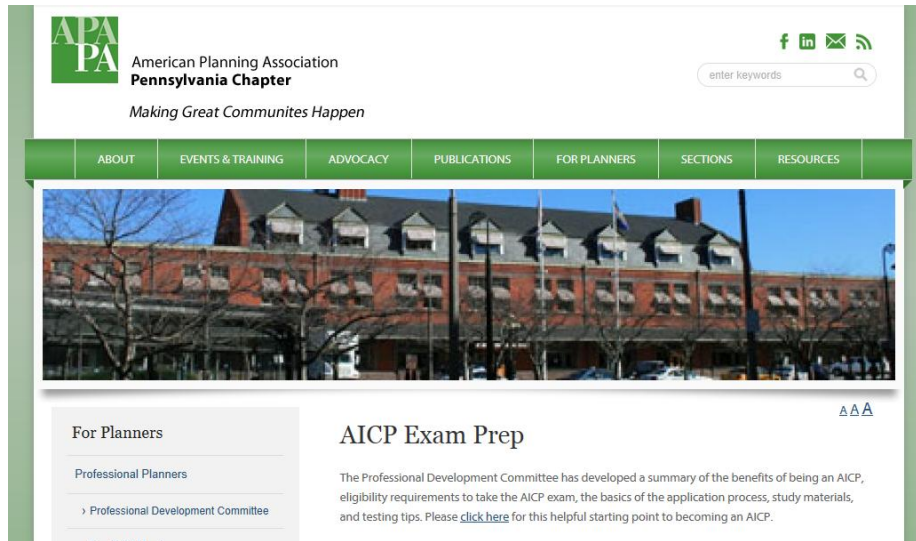 APA
PA
American Planning Association
Pennsylvania Chapter
Making Great Communites Happen
enter keywords
ABOUT EVENTS & TRAINING ADVOCACY PUBLICATIONS FOR PLANNERS SECTIONS RESOURCES
A A A
For Planners
Professional Planners
› Professional Development Committee
AICP Exam Prep
The Professional Development Committee has developed a summary of the benefits of being an AICP,
eligibility requirements to take the AICP exam, the basics of the application process, study materials,
and testing tips. Please click here for this helpful starting point to becoming an AICP.